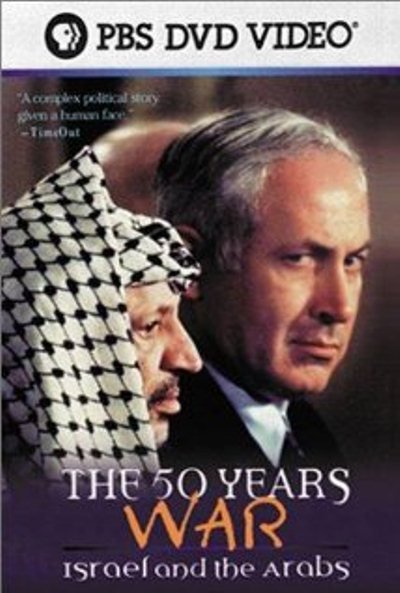 PBS DVD VIDEO®
"A complex political story
given a human face."
—TimeOut
THE 50 YEARS
WAR
Israel and the Arabs